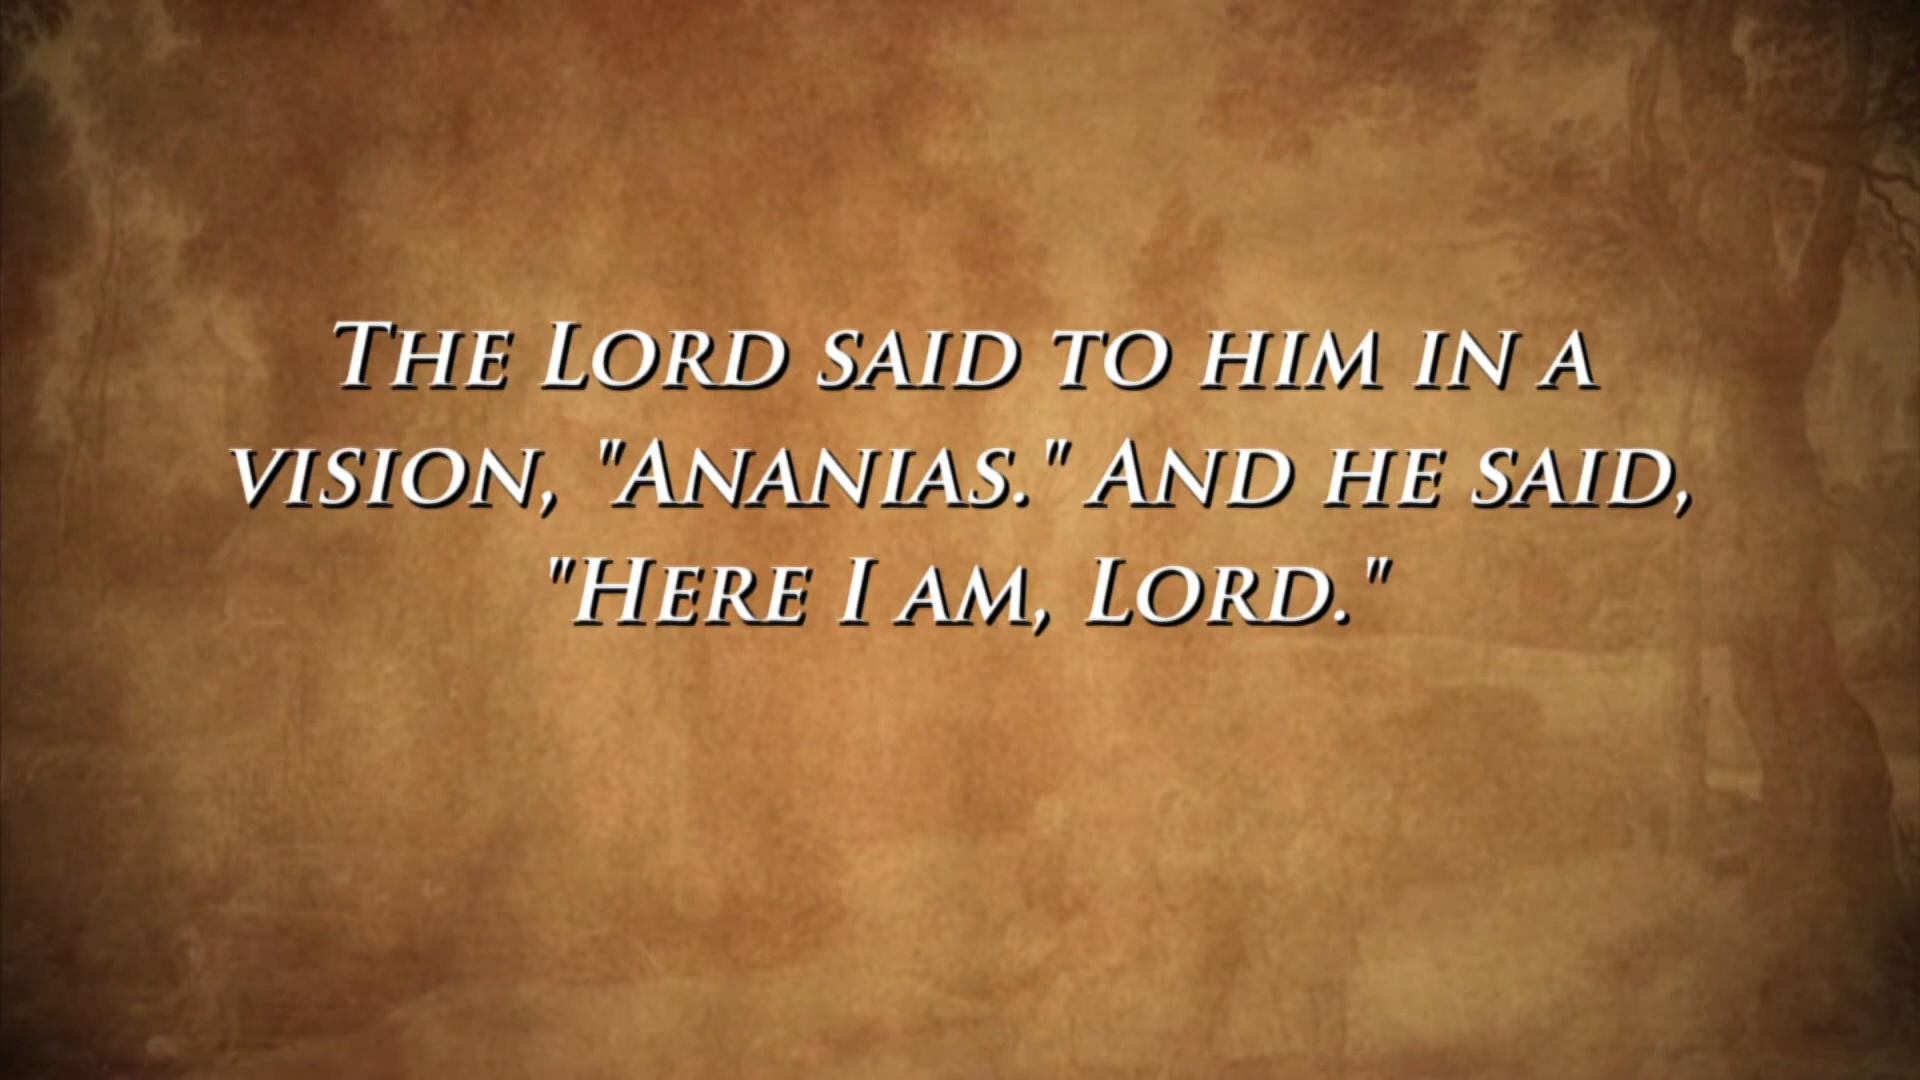 The Lord said to him in a
vision, "Ananias." And he said,
"Here I am, Lord."